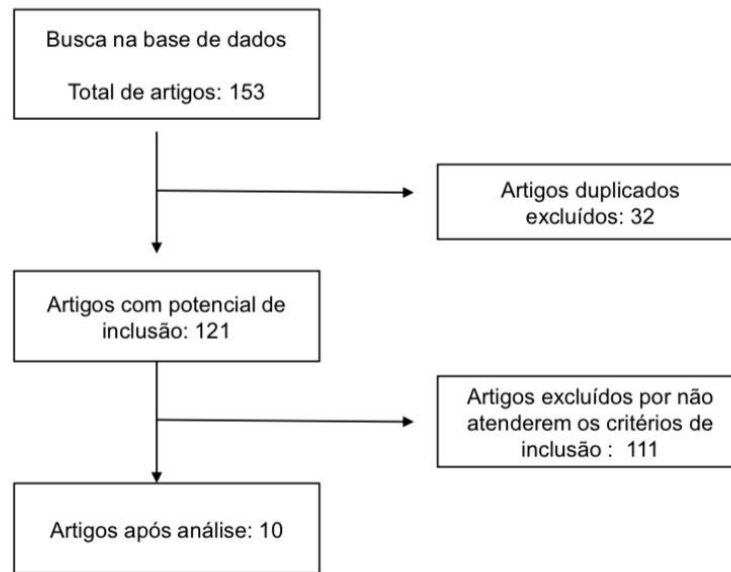 Busca na base de dados
Total de artigos: 153
Artigos duplicados
excluídos: 32
Artigos com potencial de
inclusão: 121
Artigos excluídos por não
atenderem os critérios de
inclusão :  111
Artigos após análise: 10